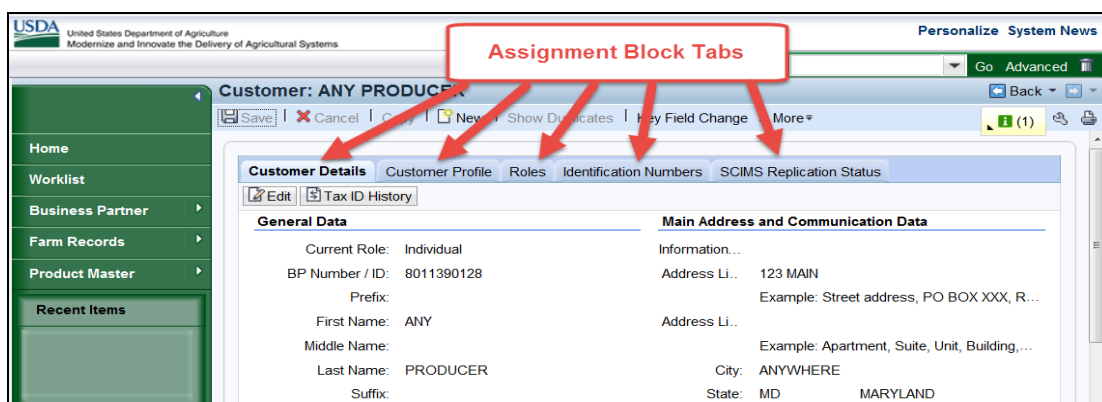 USDA United States Department of Agriculture
Modernize and Innovate the Delivery of Agricultural Systems
Personalize System News
Assignment Block Tabs
Go Advanced
Customer: ANY PRODUCER
Back
Save Cancel Copy New Show Duplicates Key Field Change More
(1)
Home
Worklist
Business Partner
Farm Records
Product Master
Recent Items
Customer Details Customer Profile Roles Identification Numbers SCIMS Replication Status
Edit Tax ID History
General Data
Current Role: Individual
BP Number / ID: 8011390128
Prefix:
First Name: ANY
Middle Name:
Last Name: PRODUCER
Suffix:
Main Address and Communication Data
Information...
Address Li.. 123 MAIN
Example: Street address, PO BOX XXX, R...
Address Li..
Example: Apartment, Suite, Unit, Building,...
City: ANYWHERE
State: MD MARYLAND